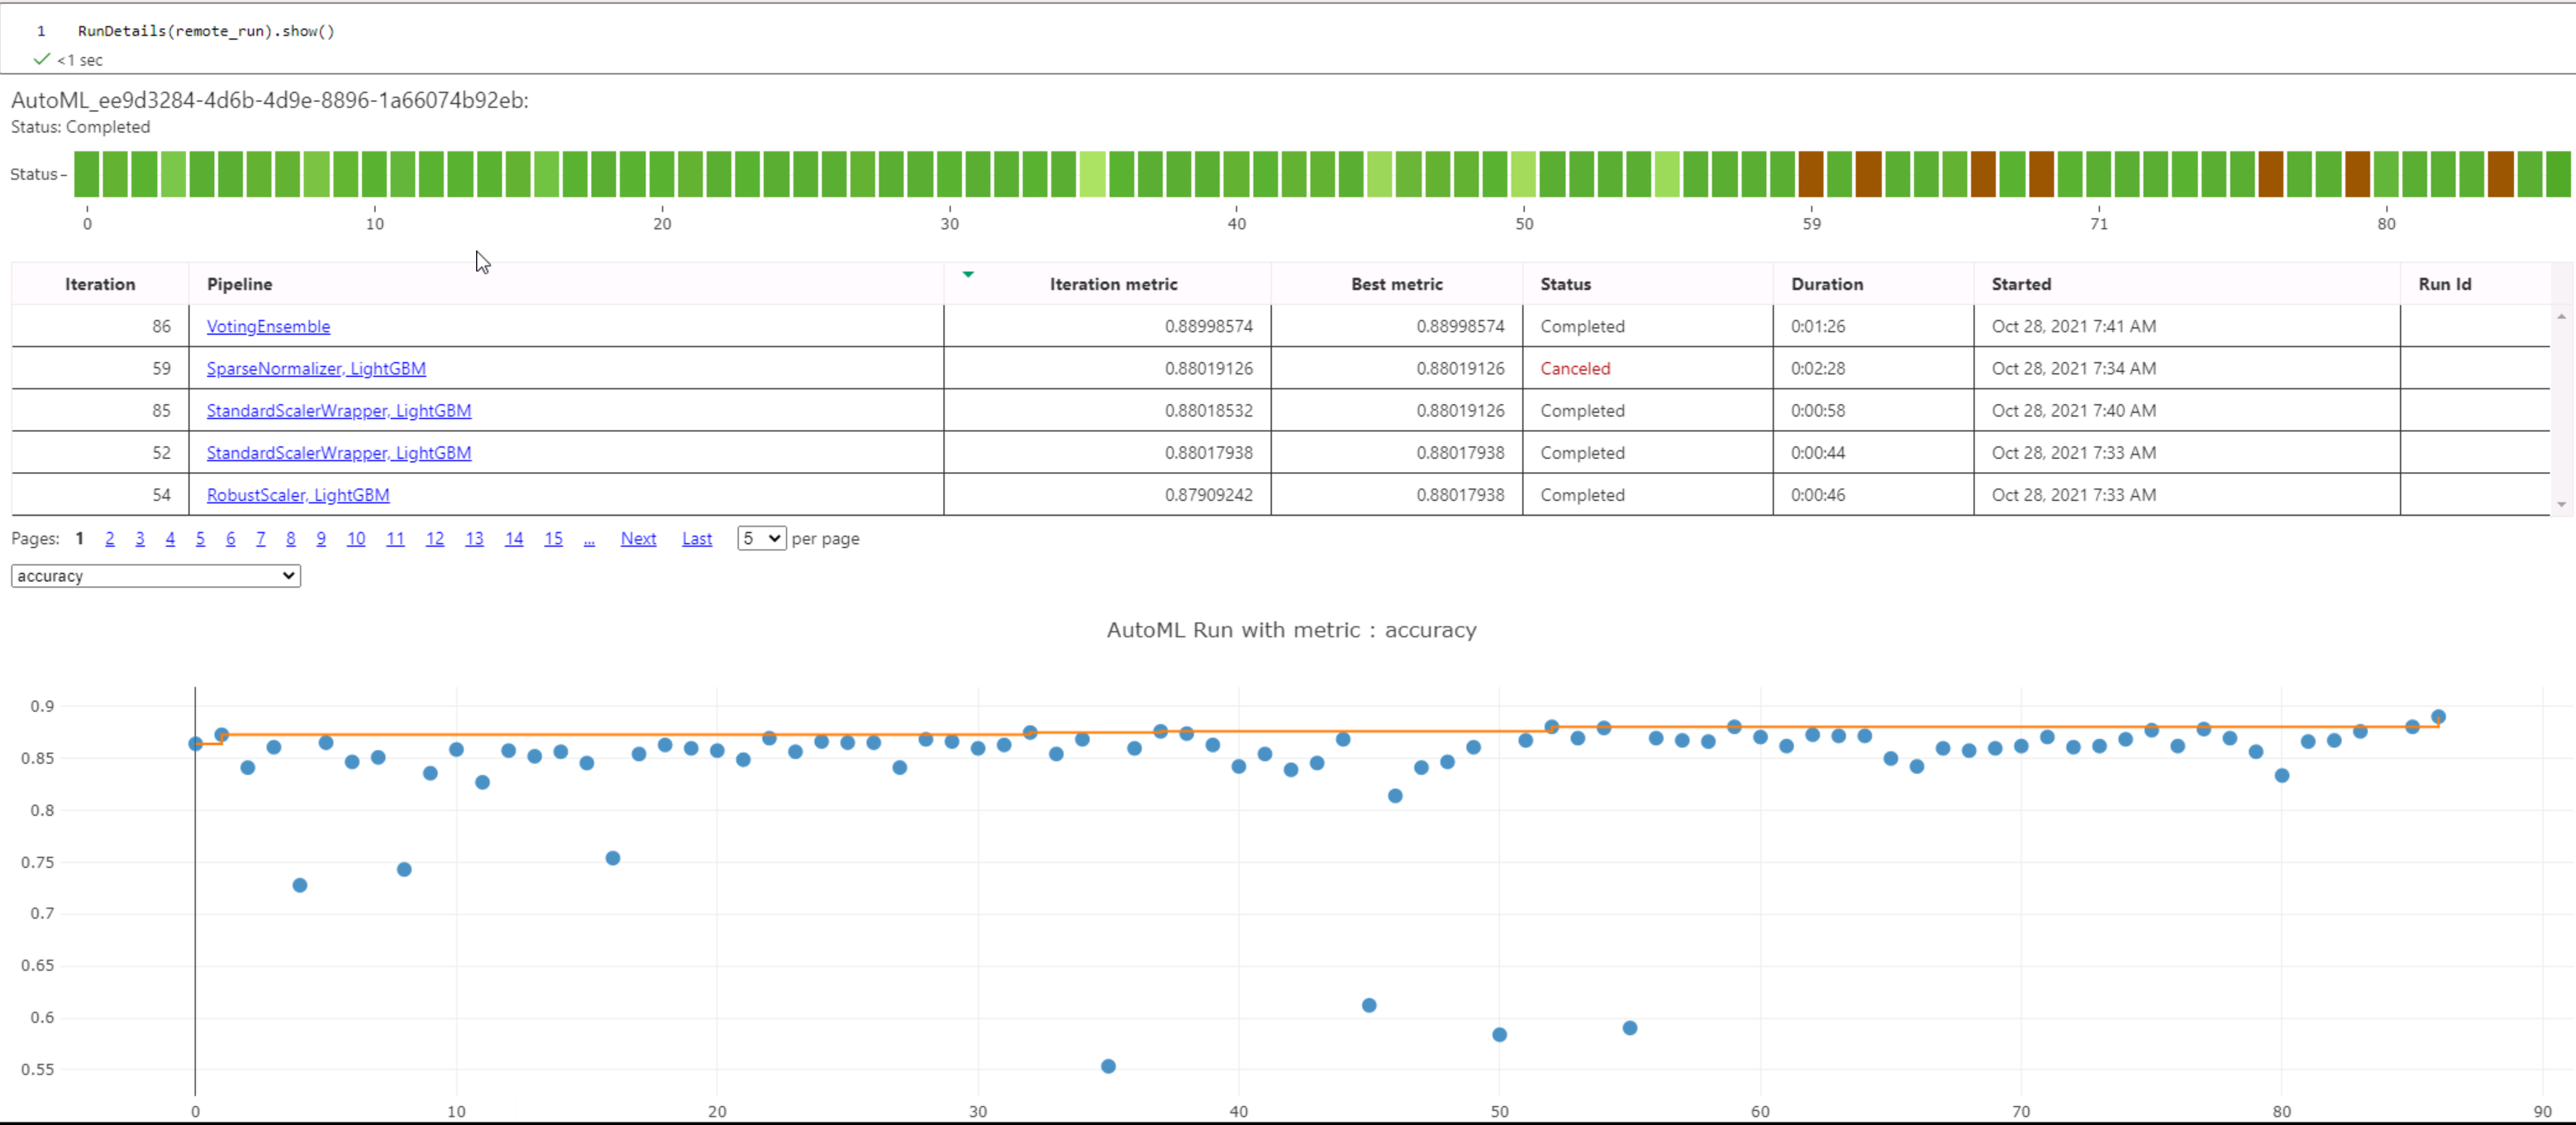 1 RunDetails(remote_run).show()
<1 sec
AutoML_ee9d3284-4d6b-4d9e-8896-1a66074b92eb:
Status: Completed
Status
0 10 20 30 40 50 59 71 80
Iteration Pipeline Iteration metric Best metric Status Duration Started Run Id
86 VotingEnsemble 0.88998574 0.88998574 Completed 0:01:26 Oct 28, 2021 7:41 AM
59 SparseNormalizer, LightGBM 0.88019126 0.88019126 Canceled 0:02:28 Oct 28, 2021 7:34 AM
85 StandardScalerWrapper, LightGBM 0.88018532 0.88019126 Completed 0:00:58 Oct 28, 2021 7:40 AM
52 StandardScalerWrapper, LightGBM 0.88017938 0.88017938 Completed 0:00:44 Oct 28, 2021 7:33 AM
54 RobustScaler, LightGBM 0.87909242 0.88017938 Completed 0:00:46 Oct 28, 2021 7:33 AM
Pages: 1 2 3 4 5 6 7 8 9 10 11 12 13 14 15 ... Next Last 5 per page
accuracy
AutoML Run with metric : accuracy
0.9
0.85
0.8
0.75
0.7
0.65
0.6
0.55
0 10 20 30 40 50 60 70 80 90